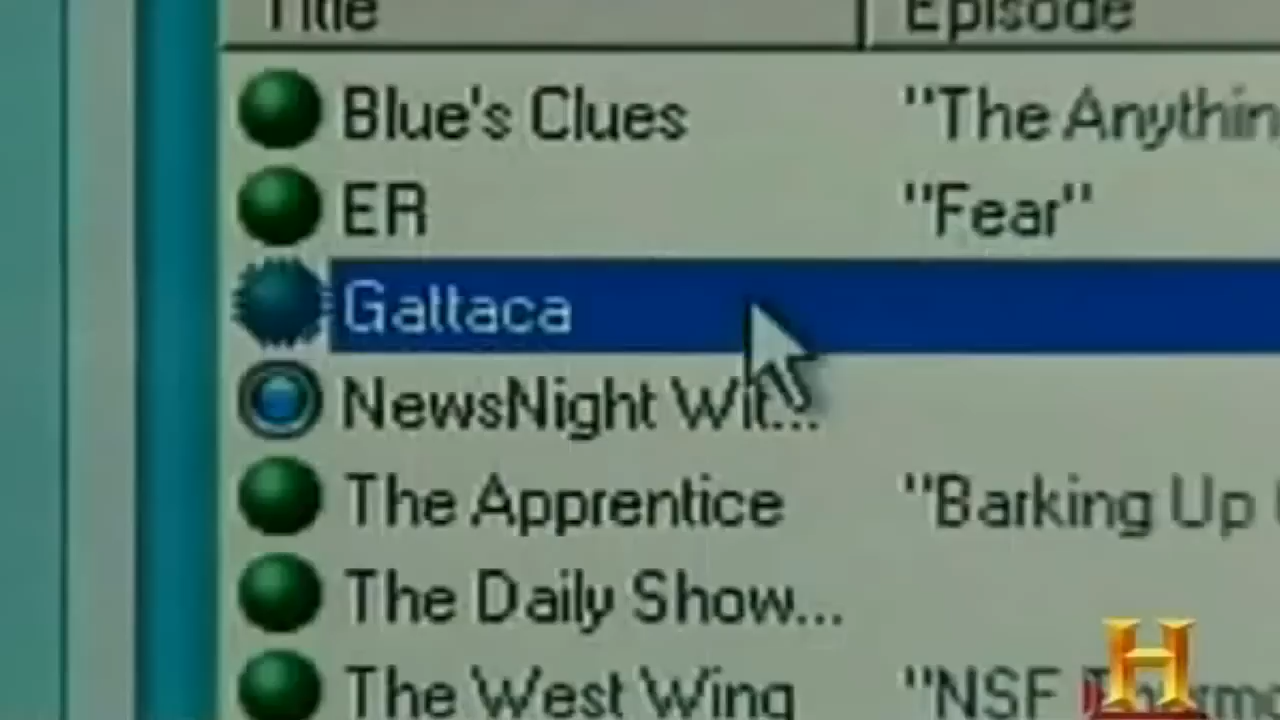 Title Episode
Blue's Clues "The Anythin
ER "Fear"
Gattaca
NewsNight Wit...
The Apprentice "Barking Up
The Daily Show...
The West Wing "NSF
H